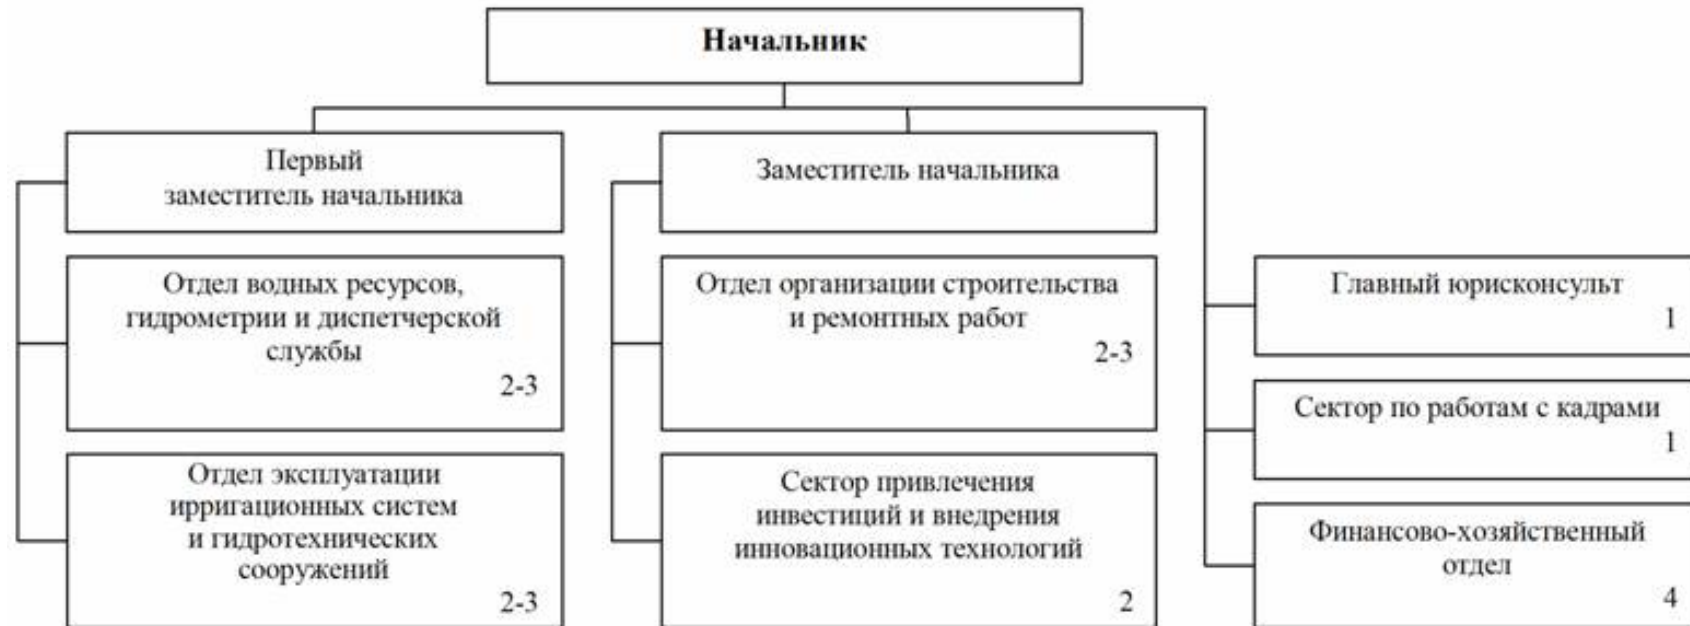 Начальник
Первый
заместитель начальника
Заместитель начальника
Отдел водных ресурсов,
гидрометрии и диспетчерской
службы
2-3
Отдел организации строительства
и ремонтных работ
2-3
Главный юрисконсульт
1
Сектор по работам с кадрами
1
Отдел эксплуатации
ирригационных систем
и гидротехнических
сооружений
2-3
Сектор привлечения
инвестиций и внедрения
инновационных технологий
2
Финансово-хозяйственный
отдел
4